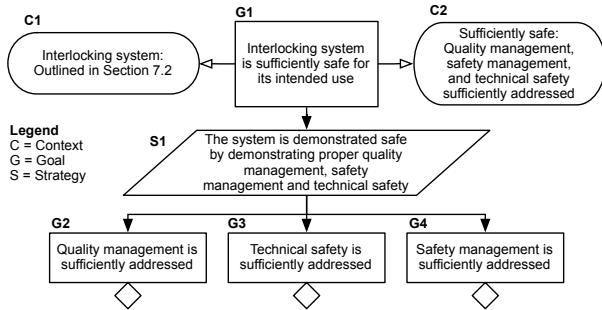 C1
Interlocking system:
Outlined in Section 7.2
G1
Interlocking system
is sufficiently safe for
its intended use
C2
Sufficiently safe:
Quality management,
safety management,
and technical safety
sufficiently addressed
Legend
C = Context
G = Goal
S = Strategy
S1
The system is demonstrated safe
by demonstrating proper quality
management, safety
management and technical safety
G2
Quality management is
sufficiently addressed
G3
Technical safety is
sufficiently addressed
G4
Safety management is
sufficiently addressed